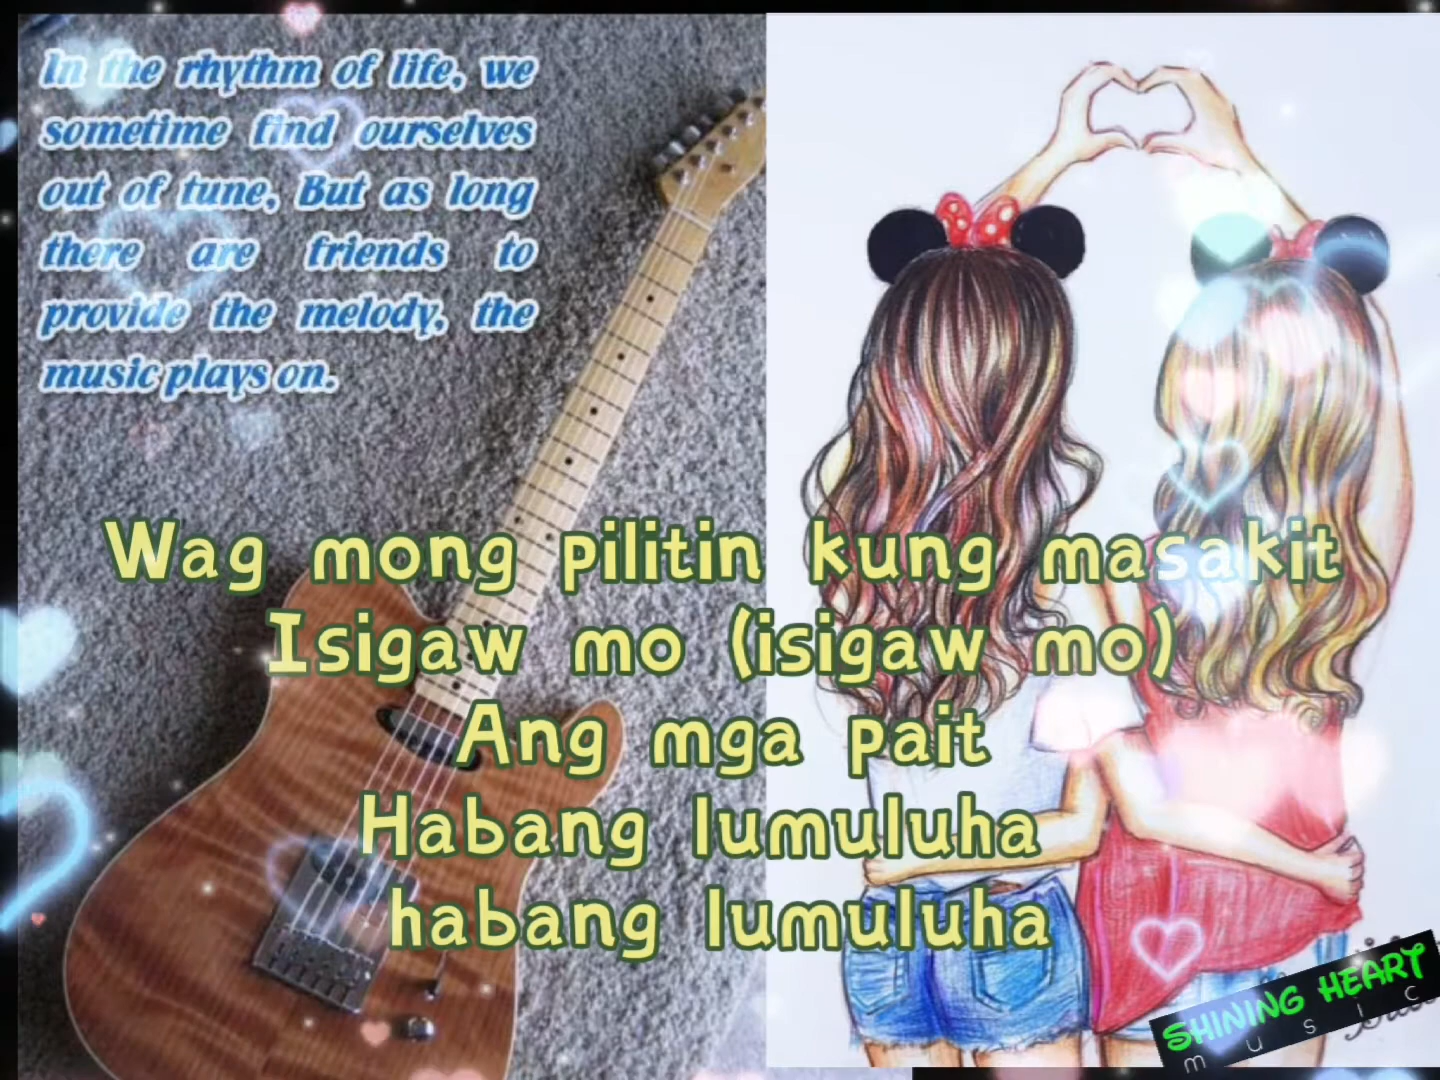 In the rhythm of life, we
sometime find ourselves
out of tune, But as long
there are friends to
provide the melody, the
music plays on.
Wag mong pilitin kung masakit
Isigaw mo (isigaw mo)
Ang mga pait
Habang lumuluha
habang lumuluha
SHINING HEART
music